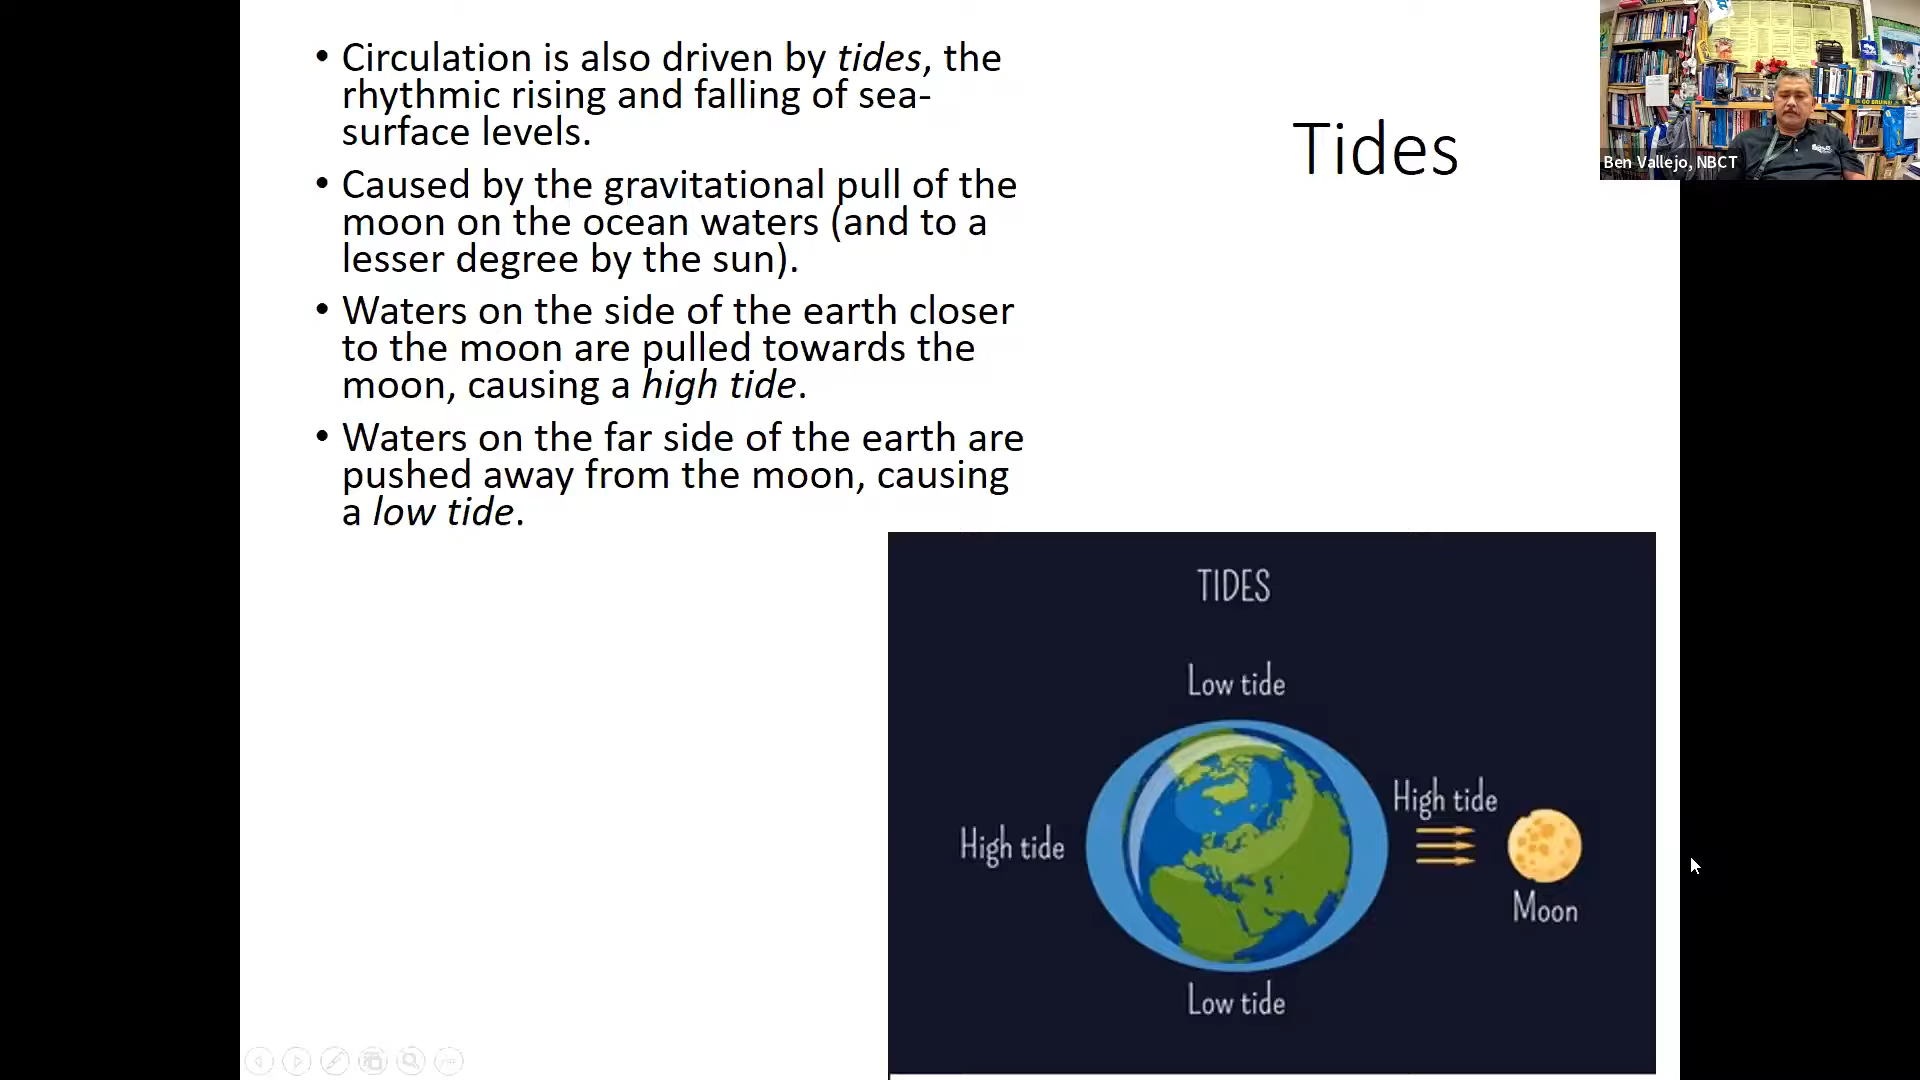 • Circulation is also driven by tides, the
rhythmic rising and falling of sea-
surface levels.
• Caused by the gravitational pull of the
moon on the ocean waters (and to a
lesser degree by the sun).
• Waters on the side of the earth closer
to the moon are pulled towards the
moon, causing a high tide.
• Waters on the far side of the earth are
pushed away from the moon, causing
a low tide.
Tides
Ben Vallejo, NBCT
TIDES
Low tide
High tide
High tide
Moon
Low tide